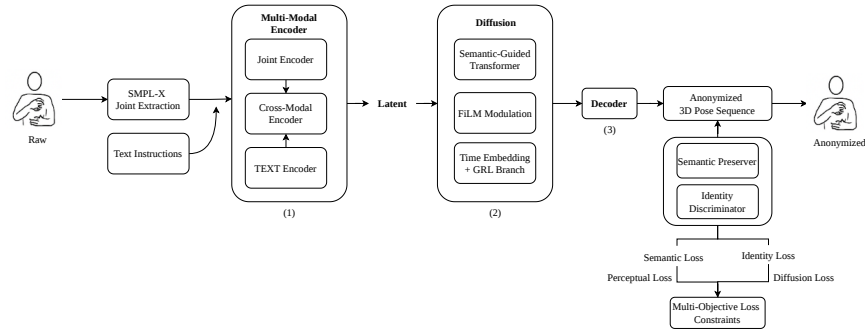 Multi-Modal
Encoder
Joint Encoder
Cross-Modal
Encoder
TEXT Encoder
(1)
Raw
SMPL-X
Joint Extraction
Text Instructions
Latent
Diffusion
Semantic-Guided
Transformer
FiLM Modulation
Time Embedding
+ GRL Branch
(2)
Decoder
(3)
Anonymized
3D Pose Sequence
Anonymized
Semantic Preserver
Identity
Discriminator
Semantic Loss
Identity Loss
Perceptual Loss
Diffusion Loss
Multi-Objective Loss
Constraints